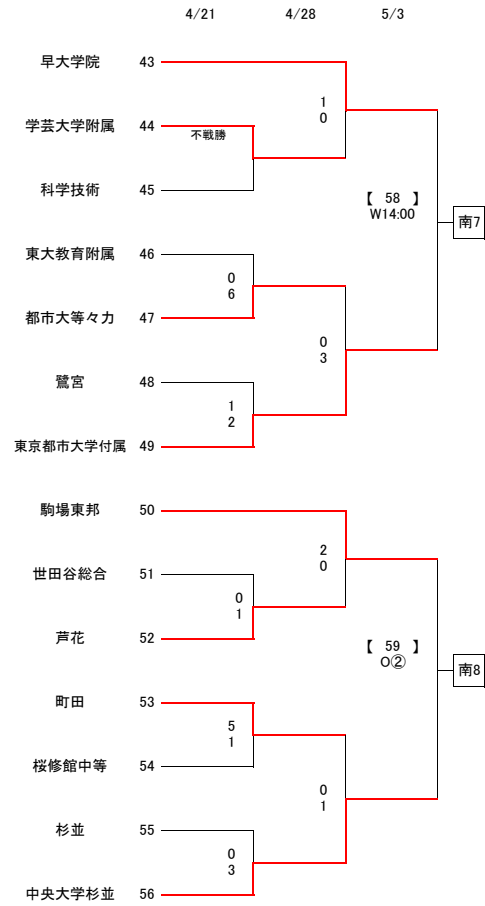 4/21 4/28 5/3
早大学院 43
1
0
学芸大学附属 44
不戦勝
科学技術 45
【 58 】
W14:00
南7
東大教育附属 46
0
6
都市大等々力 47
0
3
鷺宮 48
1
2
東京都市大学付属 49
駒場東邦 50
2
0
世田谷総合 51
0
1
芦花 52
【 59 】
O②
南8
町田 53
5
1
桜修館中等 54
0
1
杉並 55
0
3
中央大学杉並 56